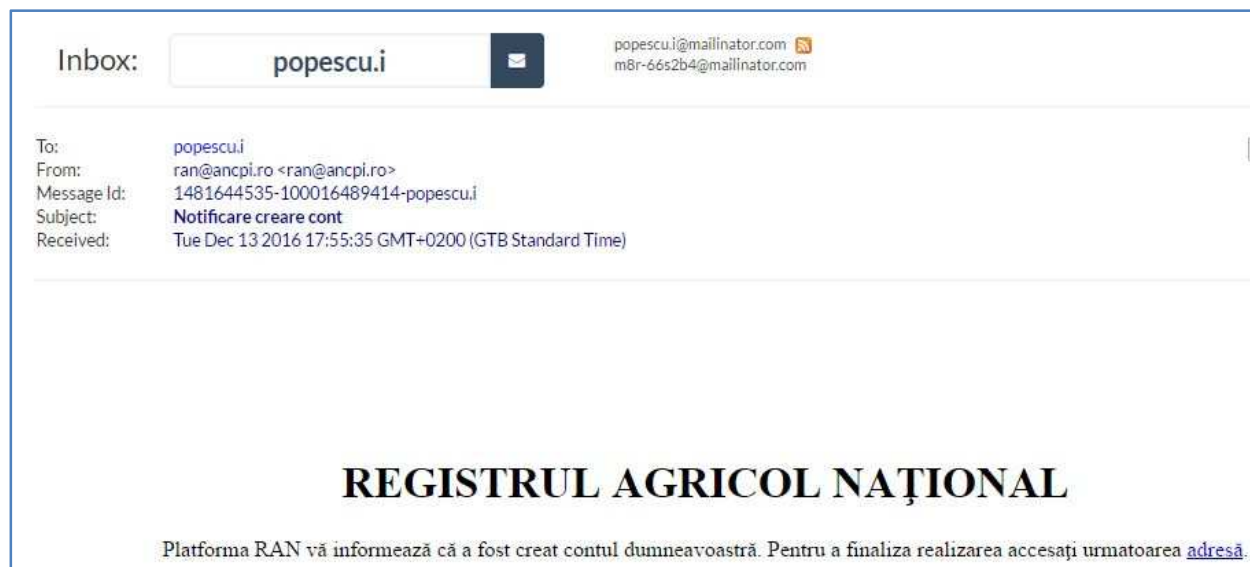 Inbox:
popescu.i
popescu.i@mailinator.com
m8r-66s2b4@mailinator.com
To: popescu.i
From: ran@ancpi.ro <ran@ancpi.ro>
Message Id: 1481644535-100016489414-popescu.i
Subject: Notificare creare cont
Received: Tue Dec 13 2016 17:55:35 GMT+0200 (GTB Standard Time)
REGISTRUL AGRICOL NAŢIONAL
Platforma RAN vă informează că a fost creat contul dumneavoastră. Pentru a finaliza realizarea accesaţi urmatoarea adresă.